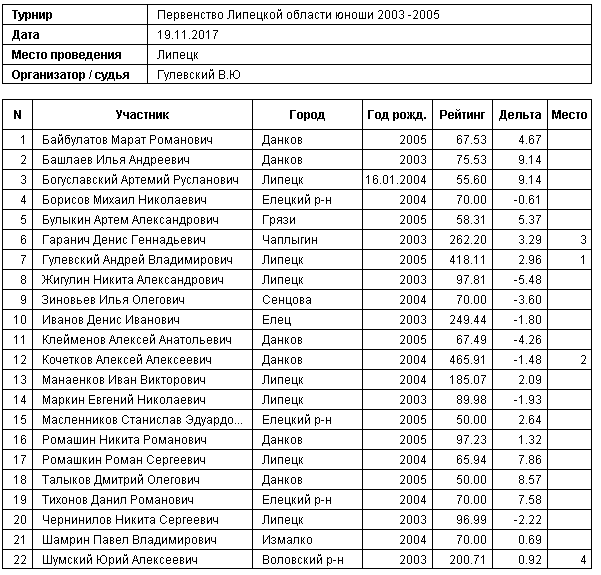 Турнир Первенство Липецкой области юноши 2003 -2005
Дата 19.11.2017
Место проведения Липецк
Организатор / судья Гулевский В.Ю
N Участник Город Год рожд. Рейтинг Дельта Место
1 Байбулатов Марат Романович Данков 2005 67.53 4.67
2 Башлаев Илья Андреевич Данков 2003 75.53 9.14
3 Богуславский Артемий Русланович Липецк 16.01.2004 55.60 9.14
4 Борисов Михаил Николаевич Елецкий р-н 2004 70.00 -0.61
5 Булыкин Артем Александрович Грязи 2005 58.31 5.37
6 Гаранич Денис Геннадьевич Чаплыгин 2003 262.20 3.29 3
7 Гулевский Андрей Владимирович Липецк 2005 418.11 2.96 1
8 Жигулин Никита Александрович Липецк 2003 97.81 -5.48
9 Зиновьев Илья Олегович Сенцова 2004 70.00 -3.60
10 Иванов Денис Иванович Елец 2003 249.44 -1.80
11 Клейменов Алексей Анатольевич Данков 2005 67.49 -4.26
12 Кочетков Алексей Алексеевич Данков 2004 465.91 -1.48 2
13 Манаенков Иван Викторович Липецк 2004 185.07 2.09
14 Маркин Евгений Николаевич Липецк 2003 89.98 -1.93
15 Масленников Станислав Эдуардо... Елецкий р-н 2005 50.00 2.64
16 Ромашин Никита Романович Данков 2005 97.23 1.32
17 Ромашкин Роман Сергеевич Липецк 2004 65.94 7.86
18 Талыков Дмитрий Олегович Данков 2005 50.00 8.57
19 Тихонов Данил Романович Елецкий р-н 2004 70.00 7.58
20 Чернинилов Никита Сергеевич Липецк 2003 96.99 -2.22
21 Шамрин Павел Владимирович Измалко 2004 70.00 0.69
22 Шумский Юрий Алексеевич Воловский р-н 2003 200.71 0.92 4